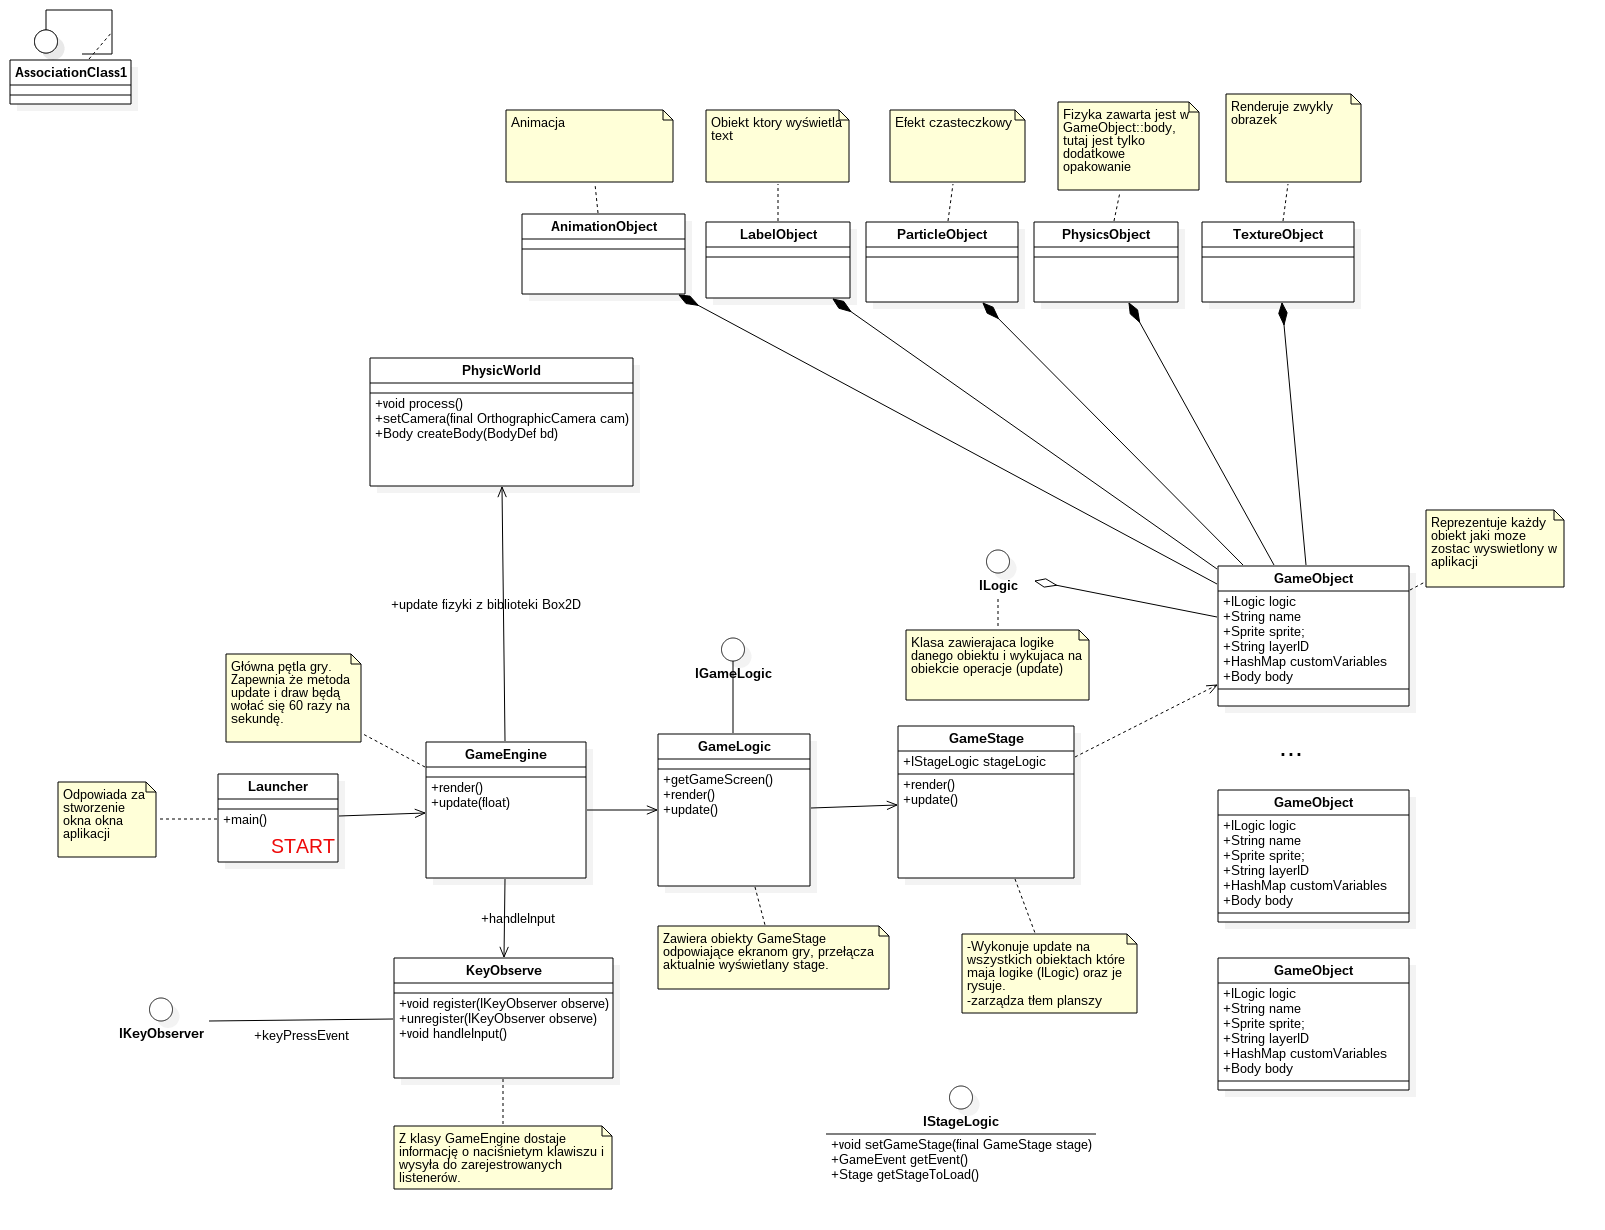 AssociationClass1
Animacja
Obiekt ktory wyświetla
text
Efekt czasteczkowy
Fizyka zawarta jest w
GameObject::body,
tutaj jest tylko
dodatkowe
opakowanie
Renderuje zwykly
obrazek
AnimationObject
LabelObject
ParticleObject
PhysicsObject
TextureObject
PhysicWorld
+void process()
+setCamera(final OrthographicCamera cam)
+Body createBody(BodyDef bd)
+update fizyki z biblioteki Box2D
Reprezentuje każdy
obiekt jaki moze
zostac wyswietlony w
aplikacji
ILogic
Klasa zawierajaca logike
danego obiektu i wykujaca na
obiekcie operacje (update)
GameObject
+ILogic logic
+String name
+Sprite sprite;
+String layerID
+HashMap customVariables
+Body body
Główna pętla gry.
Zapewnia że metoda
update i draw będą
wołać się 60 razy na
sekundę.
IGameLogic
Odpowiada za
stworzenie
okna okna
aplikacji
Launcher
+main()
START
GameEngine
+render()
+update(float)
GameLogic
+getGameScreen()
+render()
+update()
GameStage
+IStageLogic stageLogic
+render()
+update()
...
GameObject
+ILogic logic
+String name
+Sprite sprite;
+String layerID
+HashMap customVariables
+Body body
+handleInput
Zawiera obiekty GameStage
odpowiające ekranom gry, przełącza
aktualnie wyświetlany stage.
-Wykonuje update na
wszystkich obiektach które
maja logike (ILogic) oraz je
rysuje.
-zarządza tłem planszy
GameObject
+ILogic logic
+String name
+Sprite sprite;
+String layerID
+HashMap customVariables
+Body body
KeyObserve
+void register(IKeyObserver observe)
+unregister(IKeyObserver observe)
+void handleInput()
IKeyObserver
+keyPressEvent
Z klasy GameEngine dostaje
informację o naciśnietym klawiszu i
wysyła do zarejestrowanych
listenerów.
IStageLogic
+void setGameStage(final GameStage stage)
+GameEvent getEvent()
+Stage getStageToLoad()